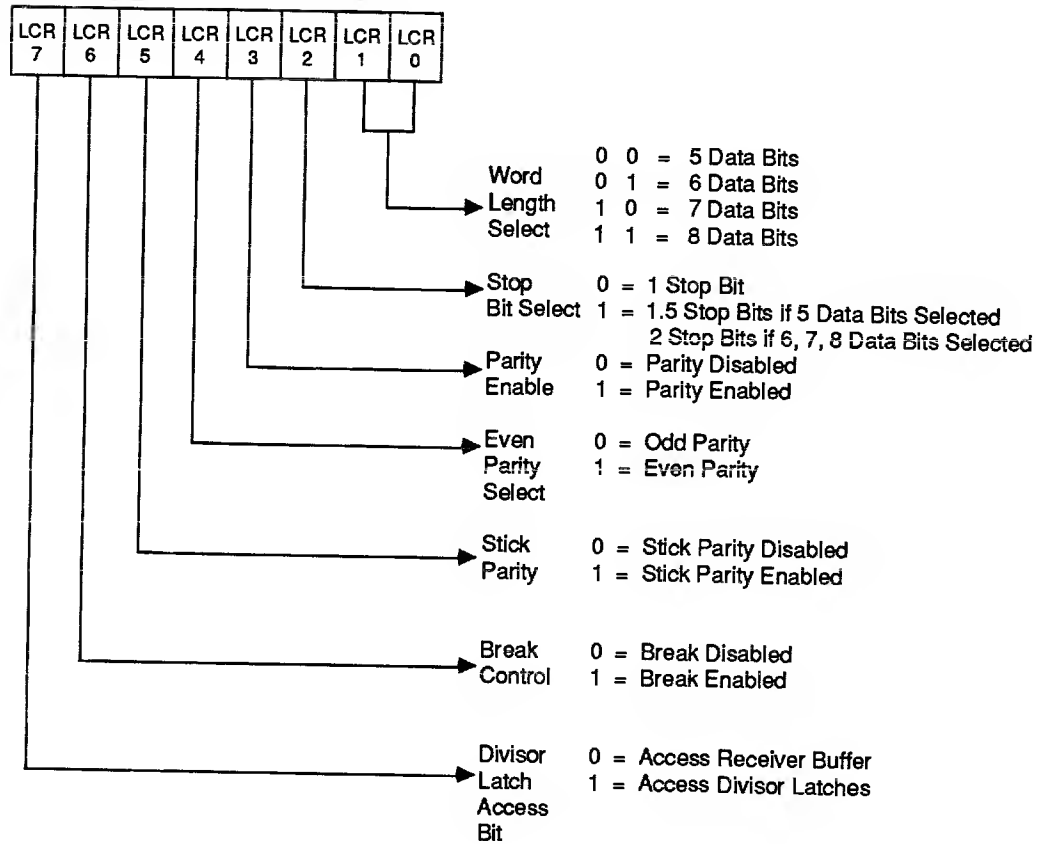 LCR LCR LCR LCR LCR LCR LCR LCR
7 6 5 4 3 2 1 0
Word Length Select
0 0 = 5 Data Bits
0 1 = 6 Data Bits
1 0 = 7 Data Bits
1 1 = 8 Data Bits
Stop Bit Select
0 = 1 Stop Bit
1 = 1.5 Stop Bits if 5 Data Bits Selected
2 Stop Bits if 6, 7, 8 Data Bits Selected
Parity Enable
0 = Parity Disabled
1 = Parity Enabled
Even Parity Select
0 = Odd Parity
1 = Even Parity
Stick Parity
0 = Stick Parity Disabled
1 = Stick Parity Enabled
Break Control
0 = Break Disabled
1 = Break Enabled
Divisor Latch Access Bit
0 = Access Receiver Buffer
1 = Access Divisor Latches